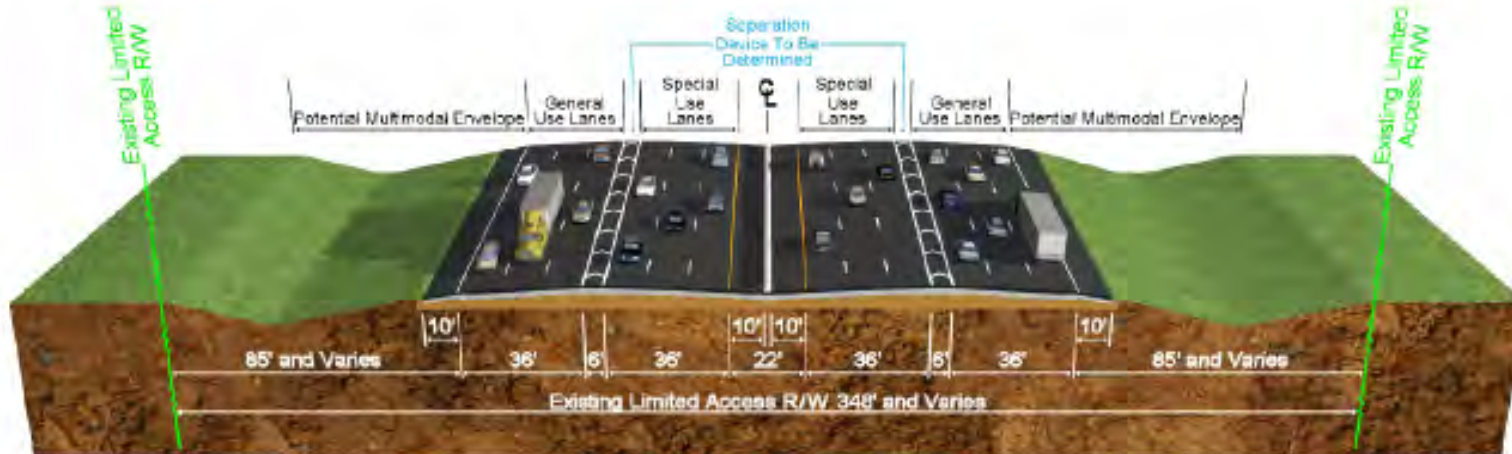 Separation
Device To Be
Determined
Existing Limited
Access R/W
Potential Multimodal Envelope
General
Use Lanes
Special
Use
Lanes
CL
Special
Use
Lanes
General
Use Lanes
Potential Multimodal Envelope
Existing Limited
Access R/W
10'
10'
10'
10'
85' and Varies
36'
6'
36'
22'
36'
6'
36'
85' and Varies
Existing Limited Access R/W 348' and Varies